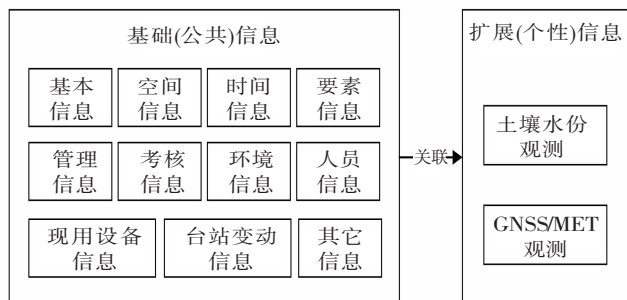 基础(公共)信息
基本
信息
空间
信息
时间
信息
要素
信息
管理
信息
考核
信息
环境
信息
人员
信息
现用设备
信息
台站变动
信息
其它
信息
关联
扩展(个性)信息
土壤水份
观测
GNSS/MET
观测